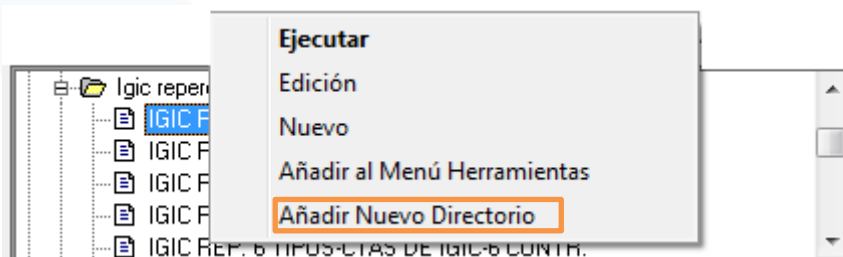 Ejecutar
Edición
Nuevo
Añadir al Menú Herramientas
Añadir Nuevo Directorio
Igic
IGIC
IGIC
IGIC
IGIC
IGIC REP. 6 TIPOS-CTAS DE IGIC-6 CONTR.